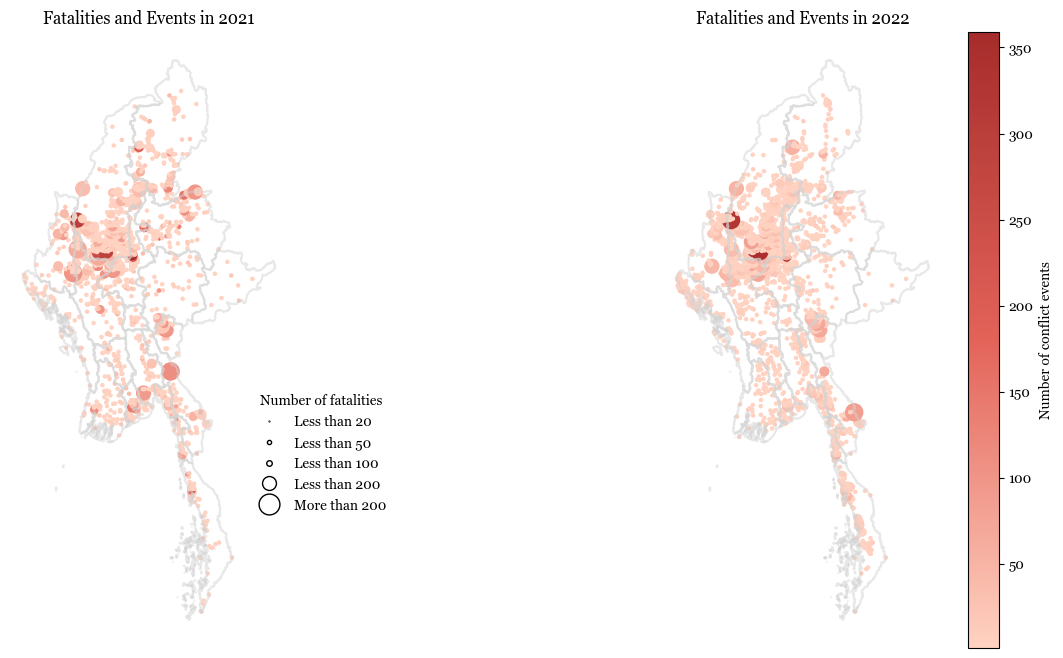 Fatalities and Events in 2021
Fatalities and Events in 2022
Number of fatalities
Less than 20
Less than 50
Less than 100
Less than 200
More than 200
350
300
250
200
150
100
50
Number of conflict events